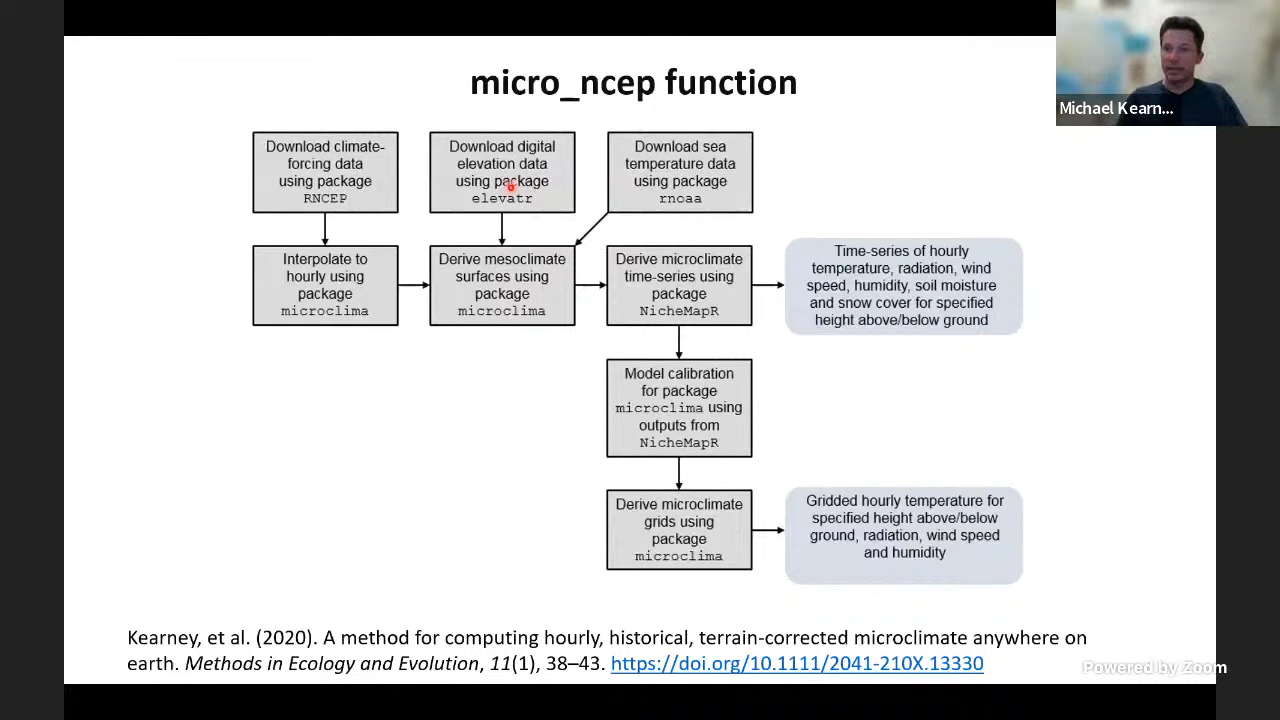 micro_ncep function
Michael Kearn...
Download climate-
forcing data
using package
RNCEP
Download digital
elevation data
using package
elevatr
Download sea
temperature data
using package
rnoaa
Interpolate to
hourly using
package
microclima
Derive mesoclimate
surfaces using
package
microclima
Derive microclimate
time-series using
package
NicheMapR
Time-series of hourly
temperature, radiation, wind
speed, humidity, soil moisture
and snow cover for specified
height above/below ground
Model calibration
for package
microclima using
outputs from
NicheMapR
Derive microclimate
grids using
package
microclima
Gridded hourly temperature for
specified height above/below
ground, radiation, wind speed
and humidity
Kearney, et al. (2020). A method for computing hourly, historical, terrain-corrected microclimate anywhere on
earth. Methods in Ecology and Evolution, 11(1), 38–43. https://doi.org/10.1111/2041-210X.13330
Powered by Zoom